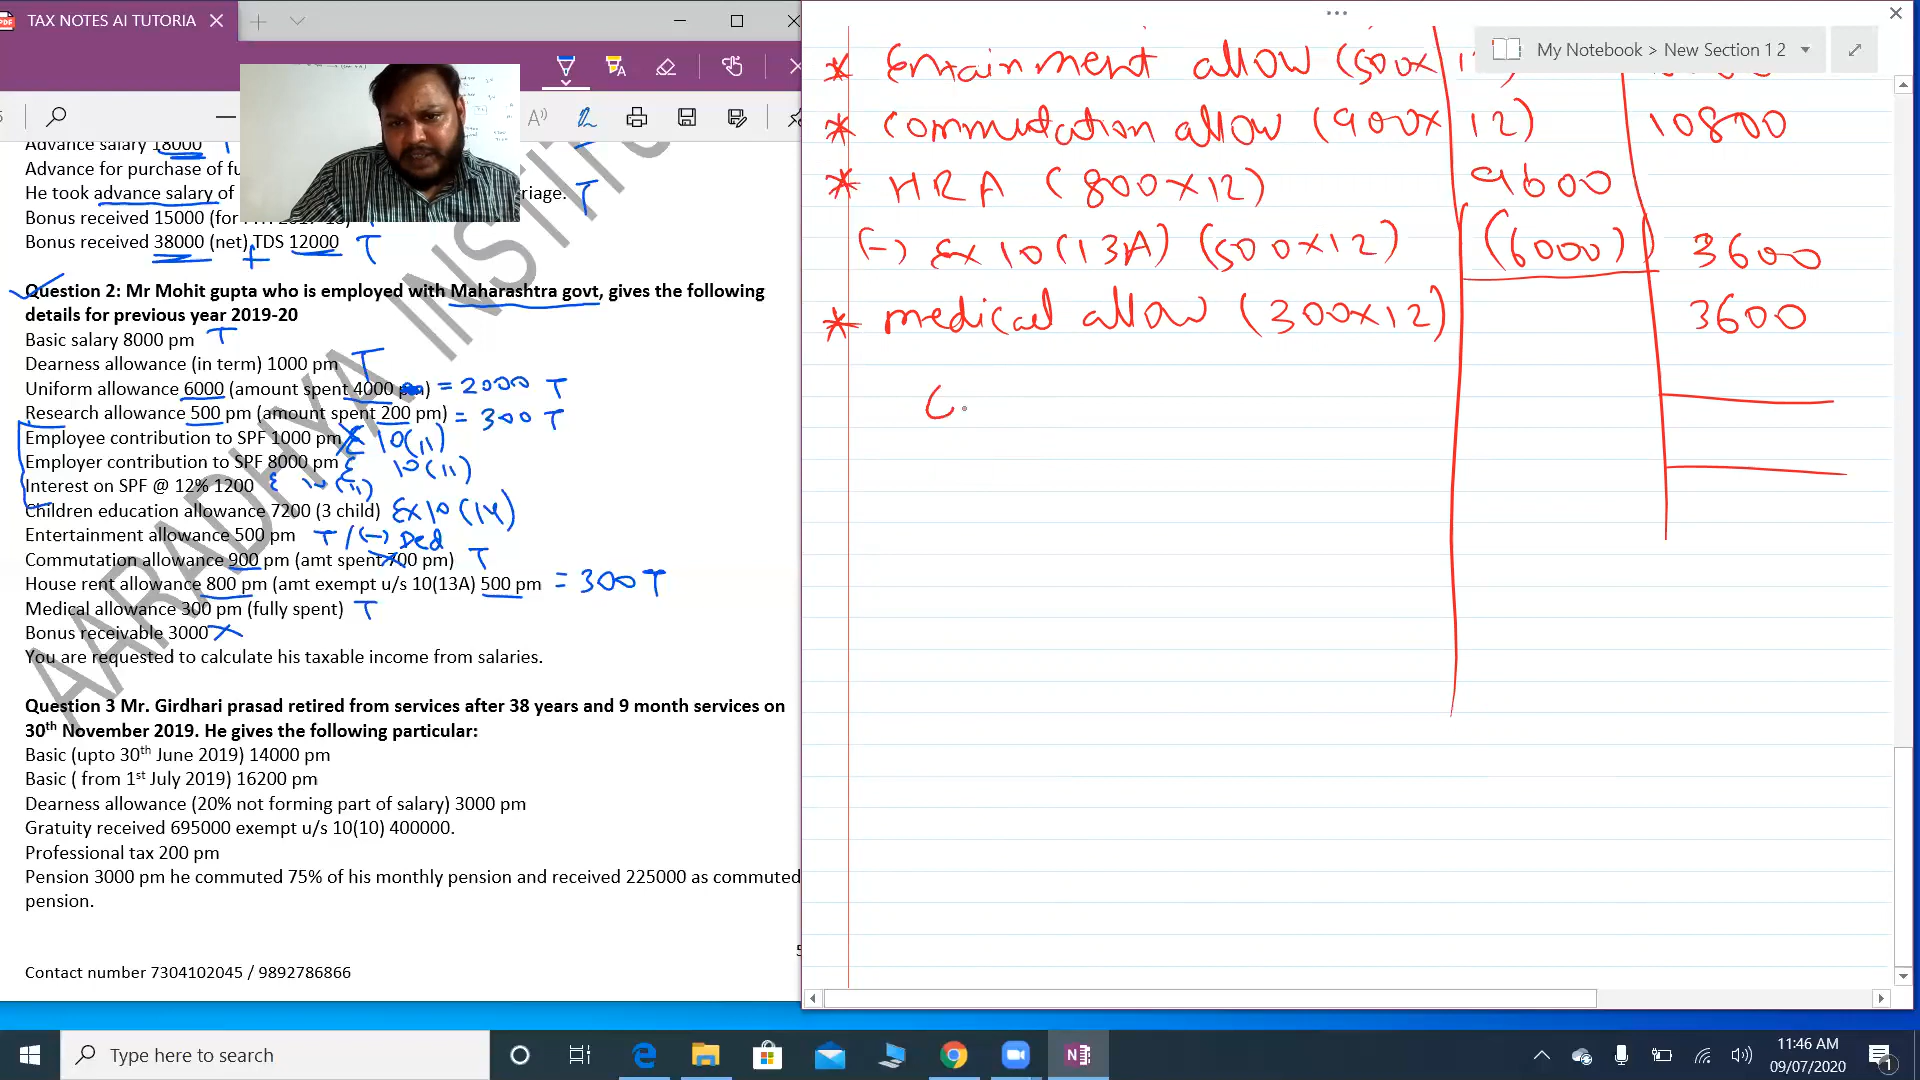 TAX NOTES AI TUTORIA
Advance salary 18000 T
Advance for purchase of fu
He took advance salary of riage. T
Bonus received 15000 (for
Bonus received 38000 (net) TDS 12000 T
+
Question 2: Mr Mohit gupta who is employed with Maharashtra govt, gives the following
details for previous year 2019-20
Basic salary 8000 pm T
Dearness allowance (in term) 1000 pm T
Uniform allowance 6000 (amount spent 4000 pm) = 2000 T
Research allowance 500 pm (amount spent 200 pm) = 300 T
Employee contribution to SPF 1000 pm 10(11)
Employer contribution to SPF 8000 pm 10(11)
Interest on SPF @ 12% 1200
Children education allowance 7200 (3 child) Ex 10(14)
Entertainment allowance 500 pm T/(-) Ded
Commutation allowance 900 pm (amt spent 700 pm) T
House rent allowance 800 pm (amt exempt u/s 10(13A) 500 pm = 300 T
Medical allowance 300 pm (fully spent) T
Bonus receivable 3000 X
You are requested to calculate his taxable income from salaries.
Question 3 Mr. Girdhari prasad retired from services after 38 years and 9 month services on
30th November 2019. He gives the following particular:
Basic (upto 30th June 2019) 14000 pm
Basic ( from 1st July 2019) 16200 pm
Dearness allowance (20% not forming part of salary) 3000 pm
Gratuity received 695000 exempt u/s 10(10) 400000.
Professional tax 200 pm
Pension 3000 pm he commuted 75% of his monthly pension and received 225000 as commuted
pension.
5
Contact number 7304102045 / 9892786866
AARADHYA INSTIT
My Notebook > New Section 1 2
* Entainment allow (500x12)
* Commutation allow (900x12) 10800
* HRA (800x12) 9600
(-) Ex 10(13A) (500x12) (6000) 3600
* medical allow (300x12) 3600
Type here to search
11:46 AM
09/07/2020
1